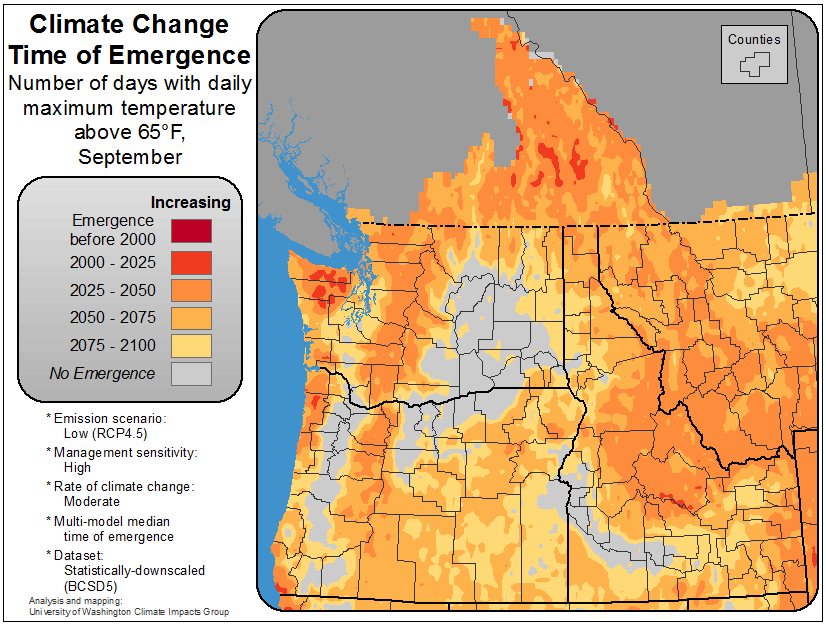 Climate Change
Time of Emergence
Number of days with daily
maximum temperature
above 65°F,
September
Increasing
Emergence
before 2000
2000 - 2025
2025 - 2050
2050 - 2075
2075 - 2100
No Emergence
* Emission scenario:
Low (RCP4.5)
* Management sensitivity:
High
* Rate of climate change:
Moderate
* Multi-model median
time of emergence
* Dataset:
Statistically-downscaled
(BCSD5)
Analysis and mapping:
University of Washington Climate Impacts Group
Counties